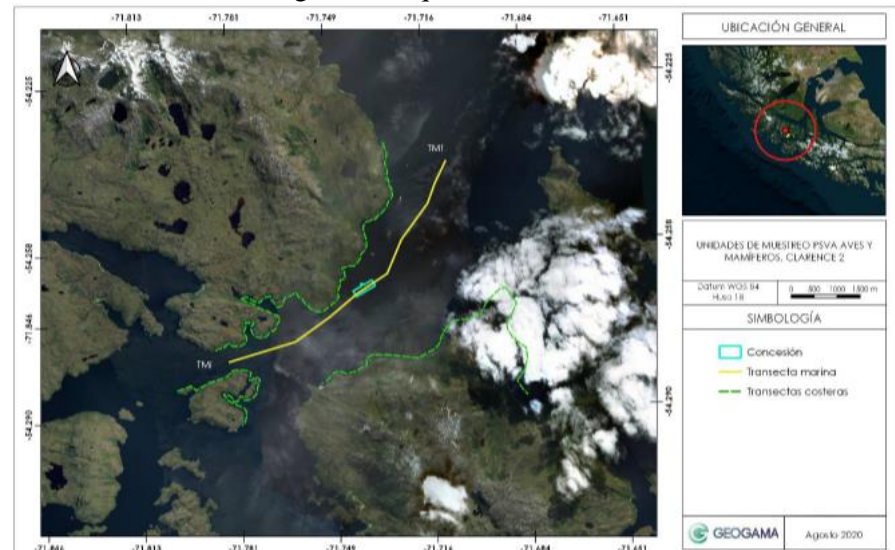 -71.813 -71.781 -71.749 -71.716 -71.684 -71.651
UBICACIÓN GENERAL
N
-54.225
-54.225
TMf
-54.258
-54.258
UNIDADES DE MUESTREO PSVA AVES Y
MAMÍFEROS, CLARENCE 2
Datum WGS 84
Huso 18
0 500 1000 1500 m
SIMBOLOGÍA
-71.846
TMi
Concesión
Transecta marina
Transectas costeras
-54.290
-54.290
GEOGAMA
Agosto 2020
-71.846 -71.813 -71.781 -71.749 -71.716 -71.684 -71.651